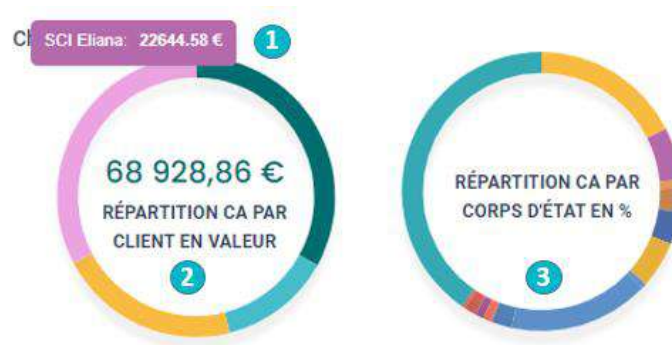 Cl
SCI Eliana: 22644.58 €
1
68 928,86 €
RÉPARTITION CA PAR
CLIENT EN VALEUR
2
RÉPARTITION CA PAR
CORPS D'ÉTAT EN %
3